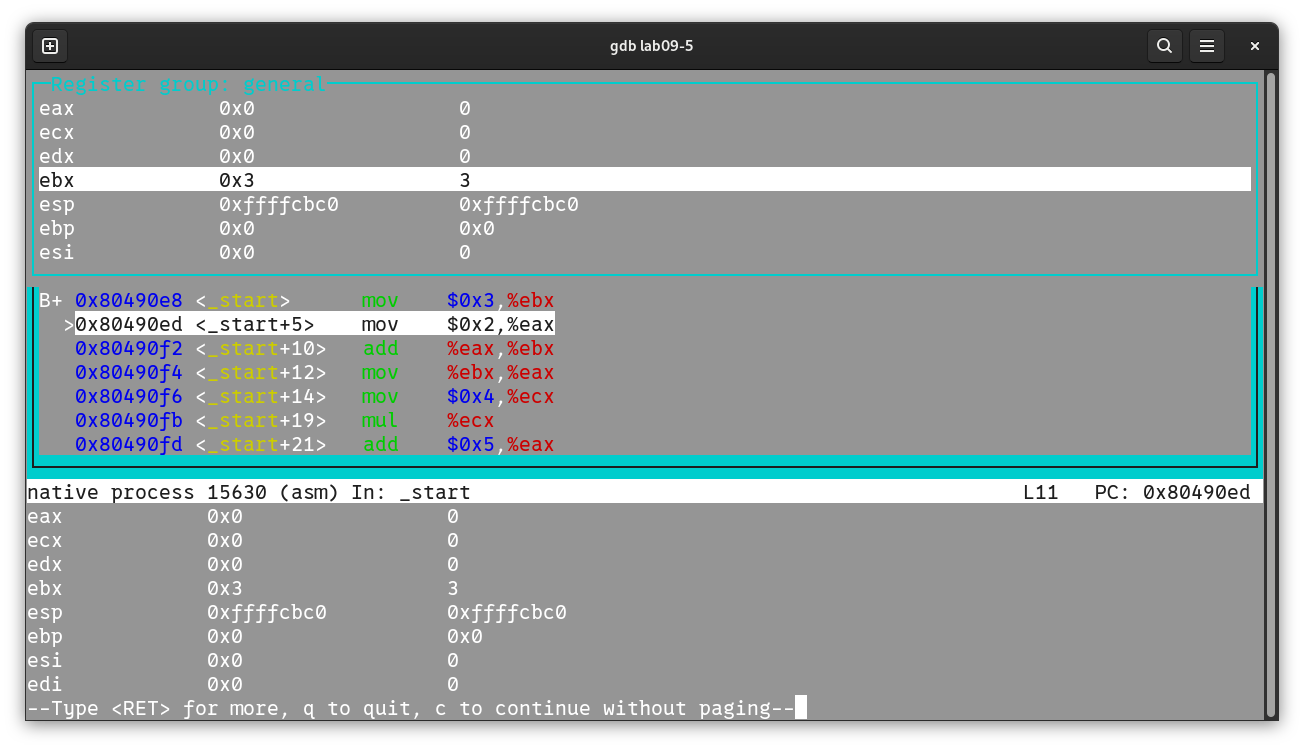 gdb lab09-5
Register group: general
eax 0x0 0
ecx 0x0 0
edx 0x0 0
ebx 0x3 3
esp 0xffffcbc0 0xffffcbc0
ebp 0x0 0x0
esi 0x0 0
B+ 0x80490e8 <_start> mov $0x3,%ebx
>0x80490ed <_start+5> mov $0x2,%eax
0x80490f2 <_start+10> add %eax,%ebx
0x80490f4 <_start+12> mov %ebx,%eax
0x80490f6 <_start+14> mov $0x4,%ecx
0x80490fb <_start+19> mul %ecx
0x80490fd <_start+21> add $0x5,%eax
native process 15630 (asm) In: _start L11 PC: 0x80490ed
eax 0x0 0
ecx 0x0 0
edx 0x0 0
ebx 0x3 3
esp 0xffffcbc0 0xffffcbc0
ebp 0x0 0x0
esi 0x0 0
edi 0x0 0
--Type <RET> for more, q to quit, c to continue without paging--